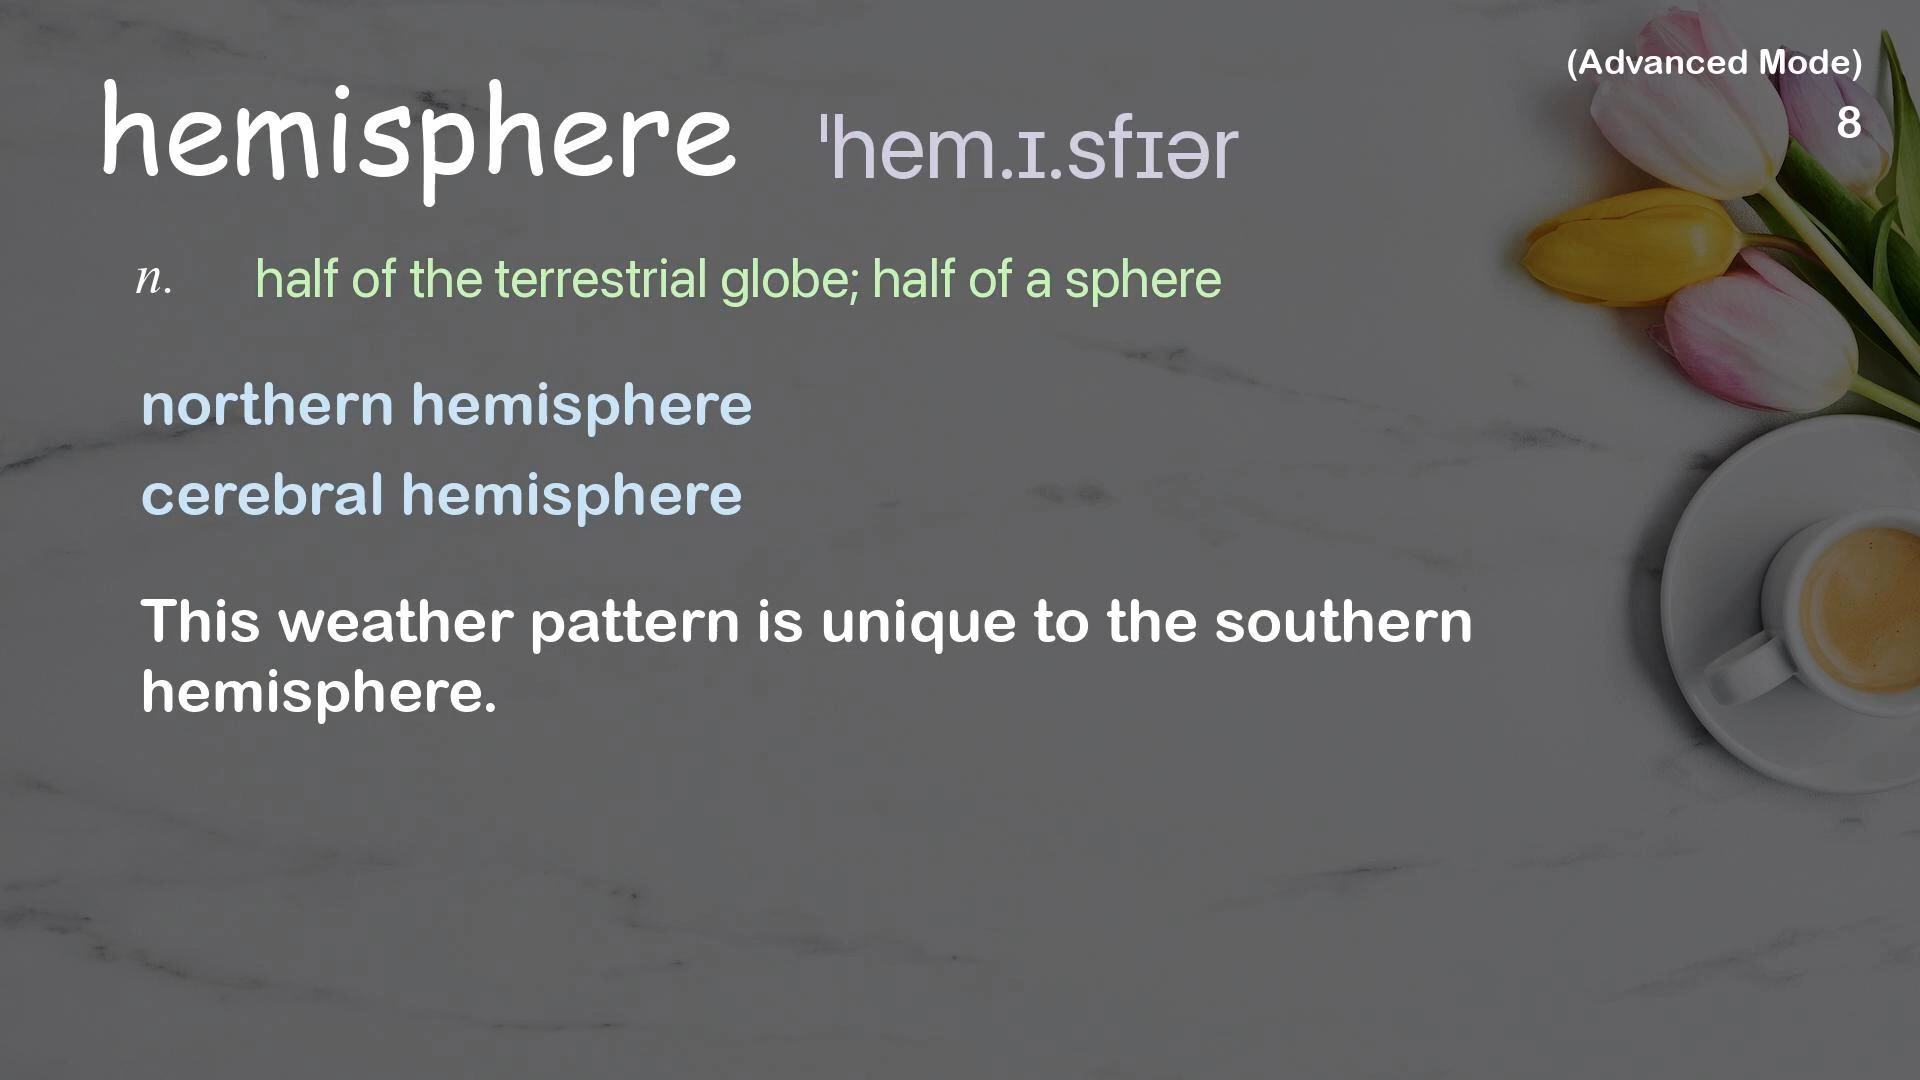 (Advanced Mode)
8
hemisphere ˈhem.ɪ.sfɪər
n. half of the terrestrial globe; half of a sphere
northern hemisphere
cerebral hemisphere
This weather pattern is unique to the southern
hemisphere.